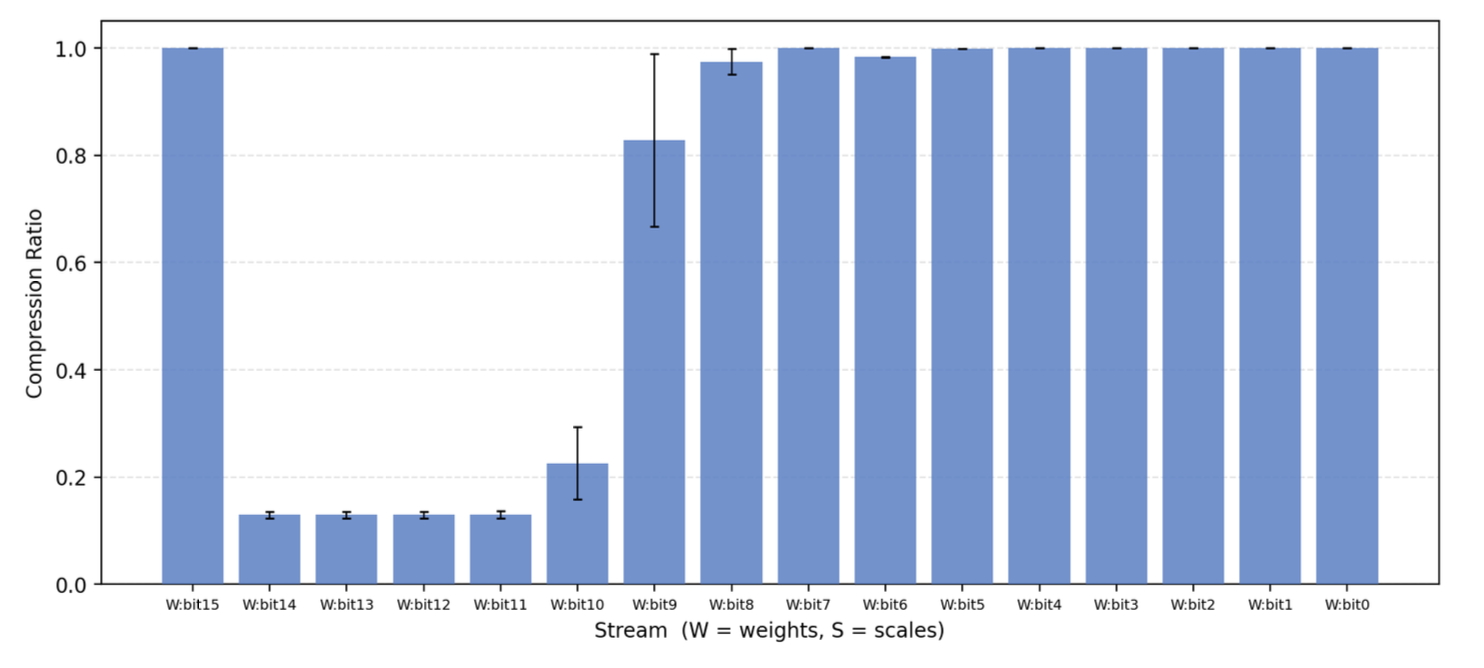 Compression Ratio
1.0
0.8
0.6
0.4
0.2
0.0
W:bit15 W:bit14 W:bit13 W:bit12 W:bit11 W:bit10 W:bit9 W:bit8 W:bit7 W:bit6 W:bit5 W:bit4 W:bit3 W:bit2 W:bit1 W:bit0
Stream (W = weights, S = scales)